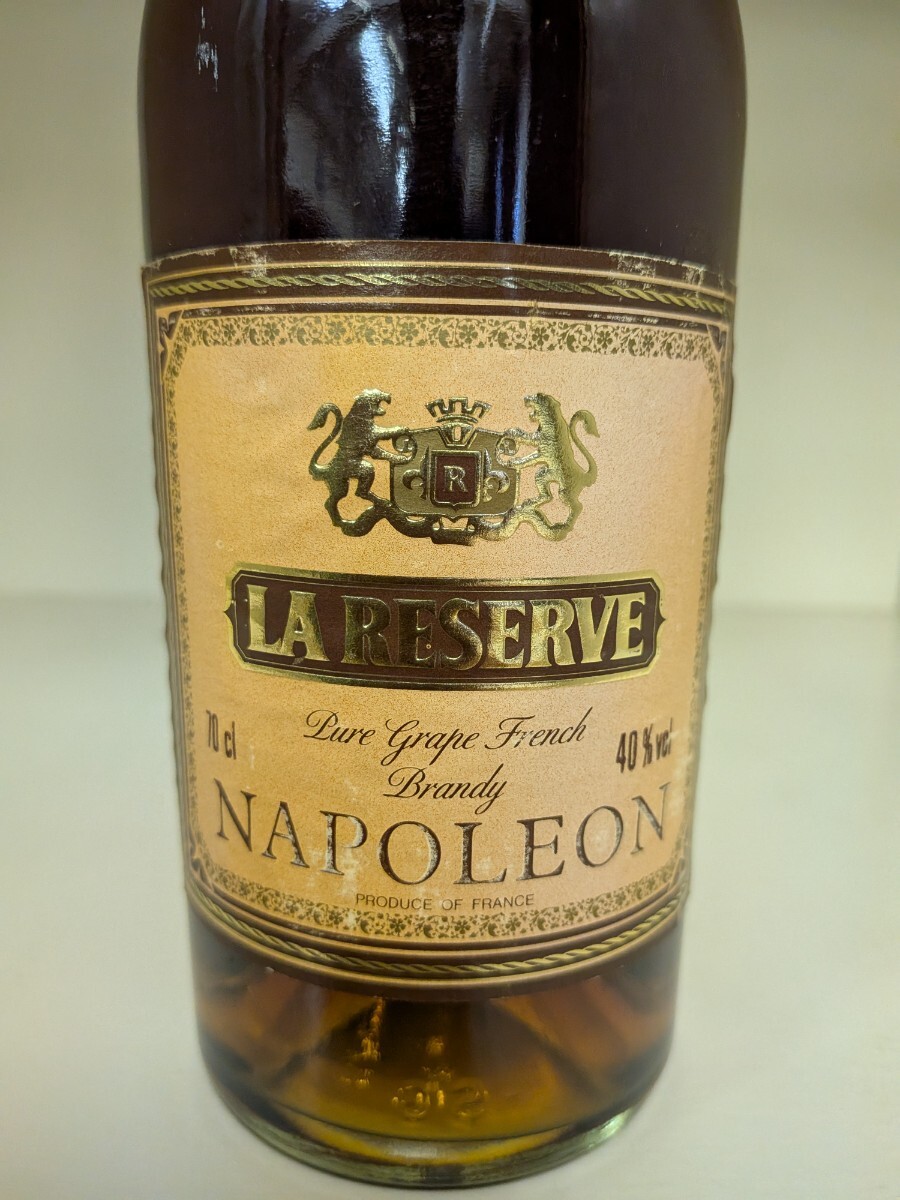 R
LA RESERVE
70 cl
Pure Grape French
40 % vol
Brandy
NAPOLEON
PRODUCE OF FRANCE